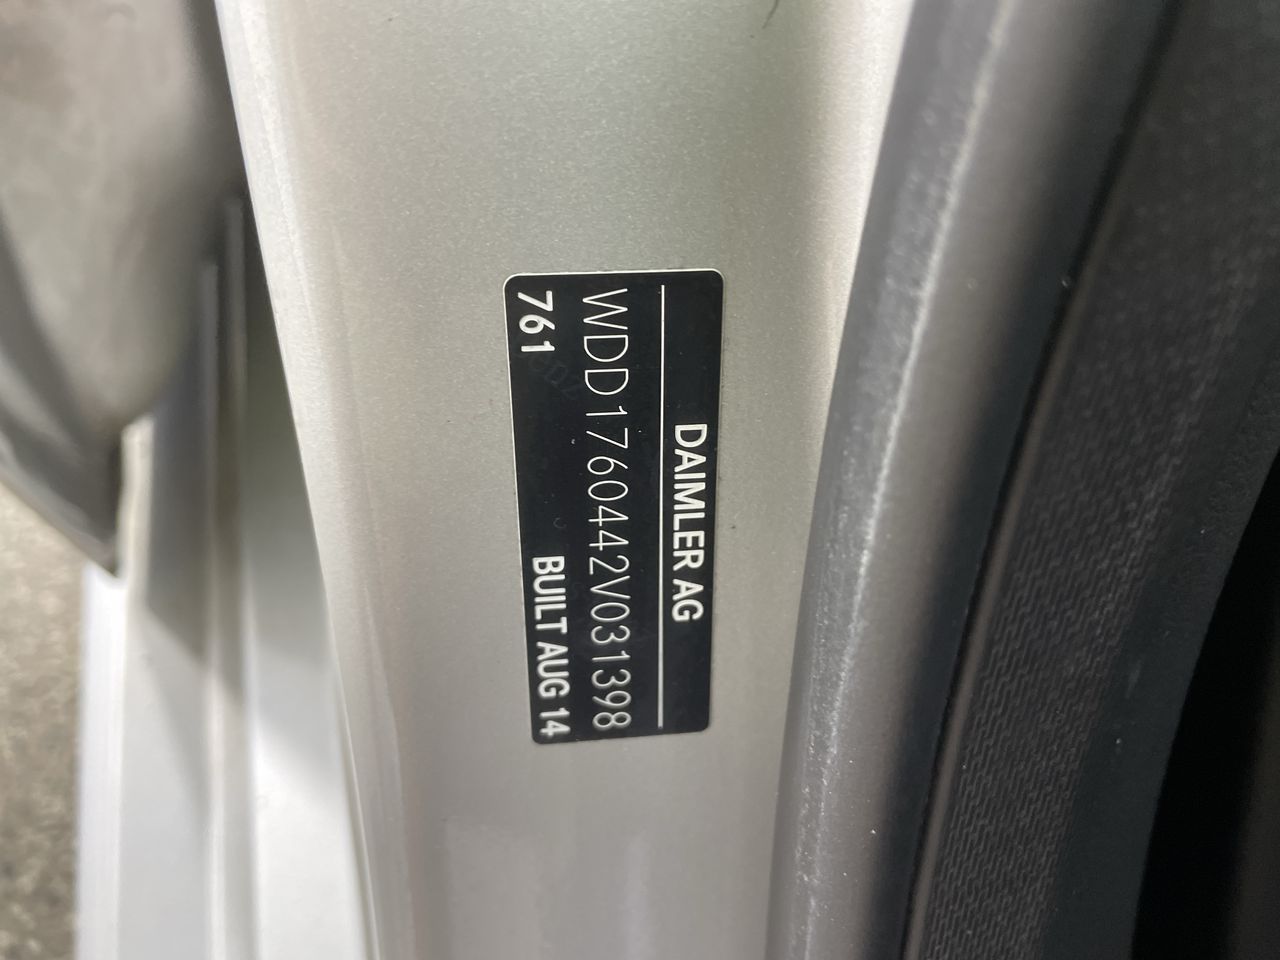 DAIMLER AG
WDD1760442V031398
761 BUILT AUG 14